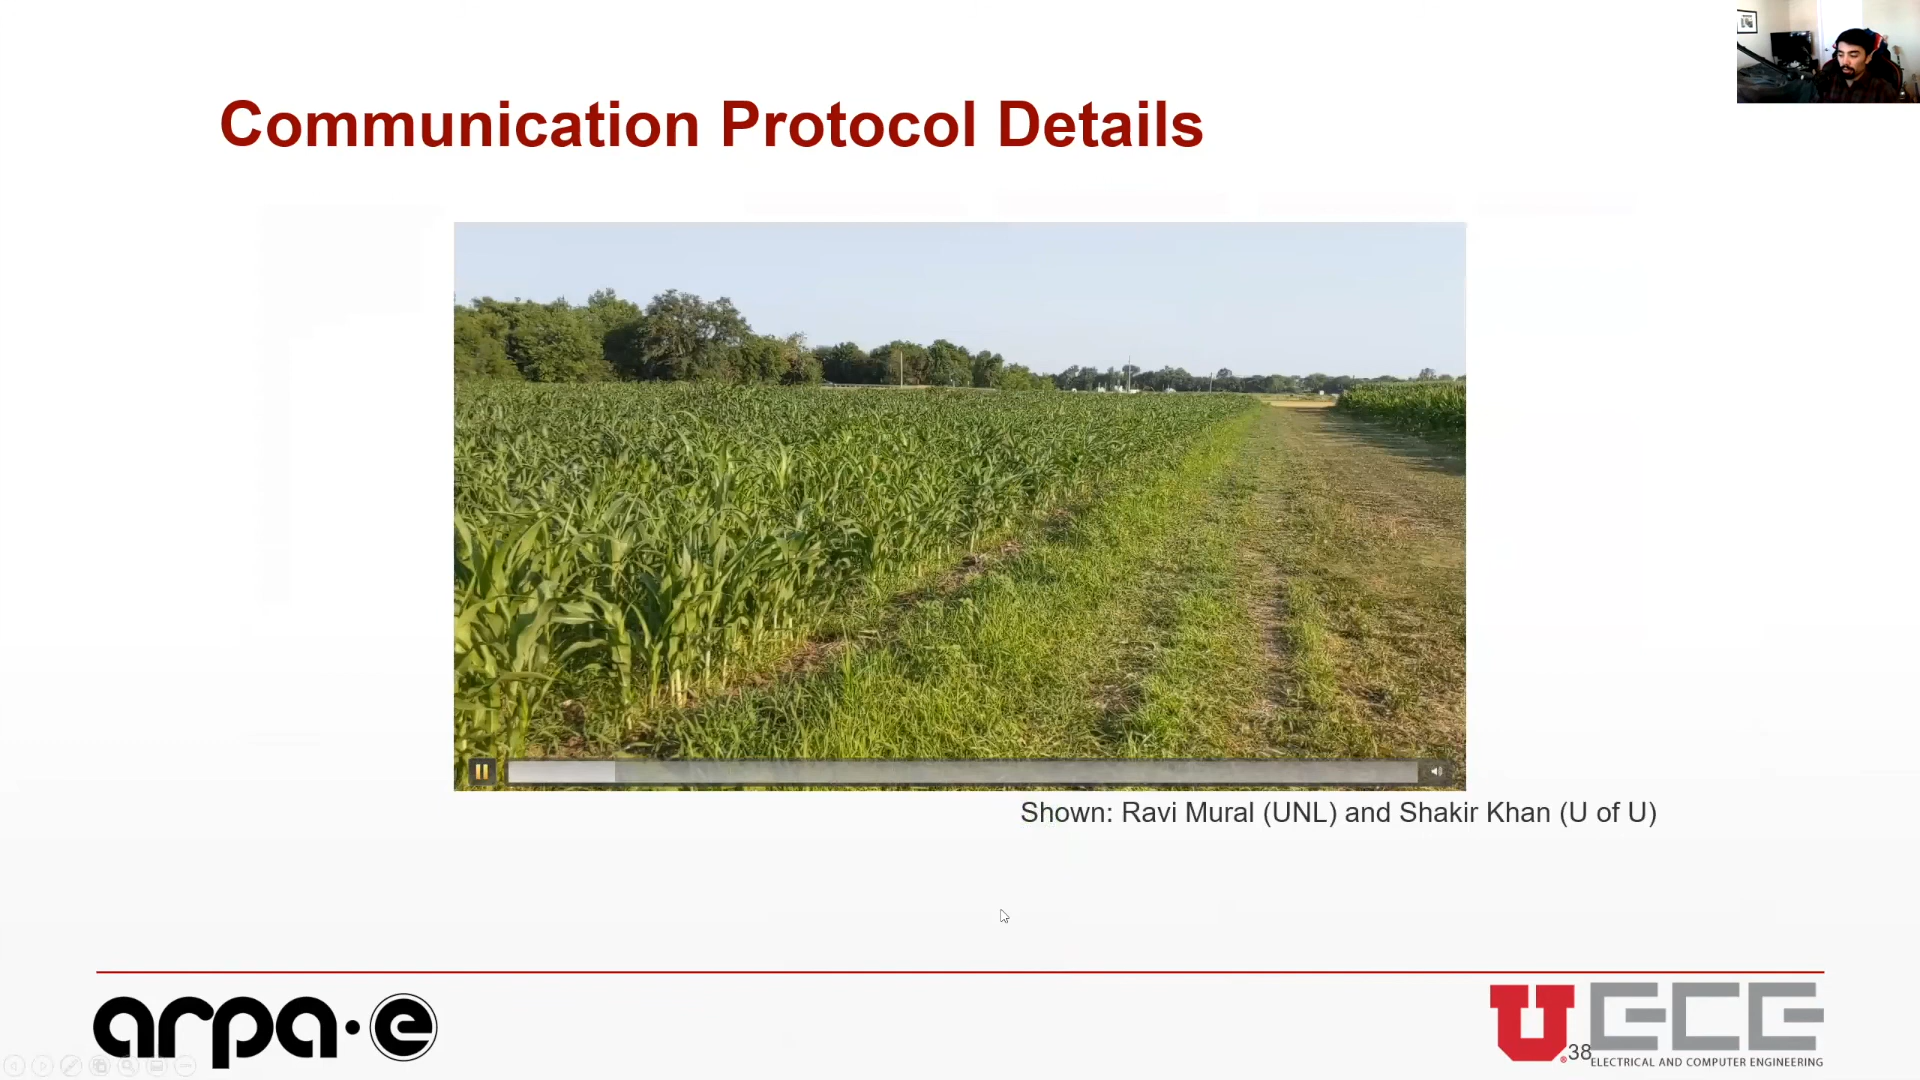 Communication Protocol Details
Shown: Ravi Mural (UNL) and Shakir Khan (U of U)
arpa·e
U ECE
38
ELECTRICAL AND COMPUTER ENGINEERING